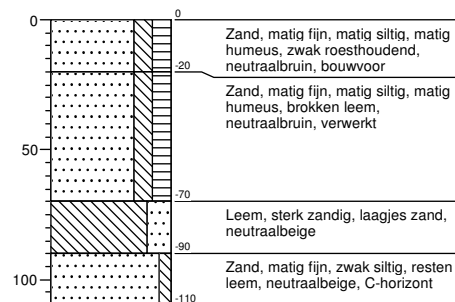 0
0
Zand, matig fijn, matig siltig, matig
humeus, zwak roesthoudend,
neutraalbruin, bouwvoor
-20
Zand, matig fijn, matig siltig, matig
humeus, brokken leem,
neutraalbruin, verwerkt
50
-70
Leem, sterk zandig, laagjes zand,
neutraalbeige
-90
Zand, matig fijn, zwak siltig, resten
leem, neutraalbeige, C-horizont
100
-110